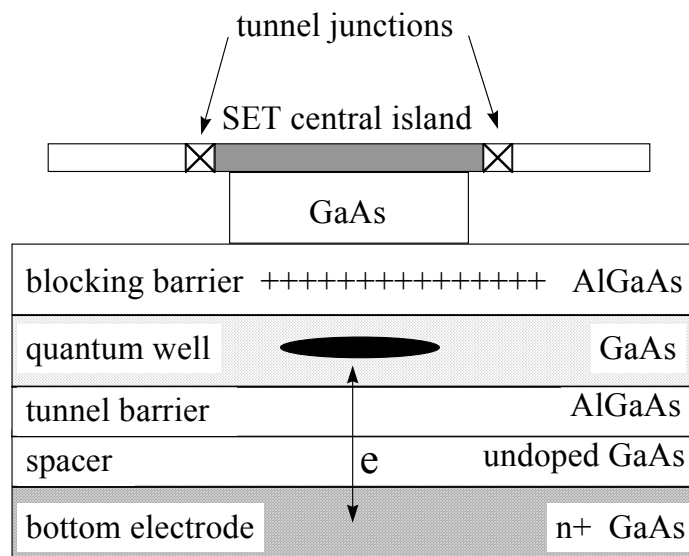 tunnel junctions
SET central island
GaAs
blocking barrier +++++++++++++++ AlGaAs
quantum well GaAs
tunnel barrier AlGaAs
spacer e undoped GaAs
bottom electrode n+ GaAs